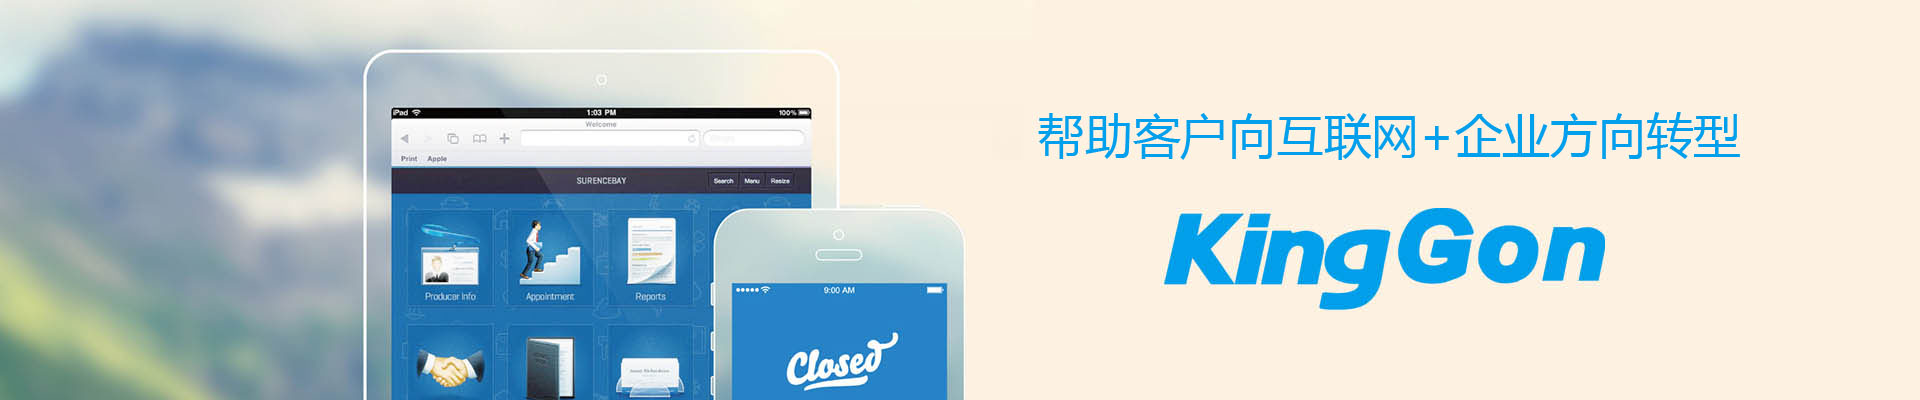 帮助客户向互联网+企业方向转型
KingGon
iPad
1:03 PM
100%
Welcome
Print Apple
SURENCEBAY
Search Menu Resize
Producer Info
Appointment
Reports
9:00 AM
Closed